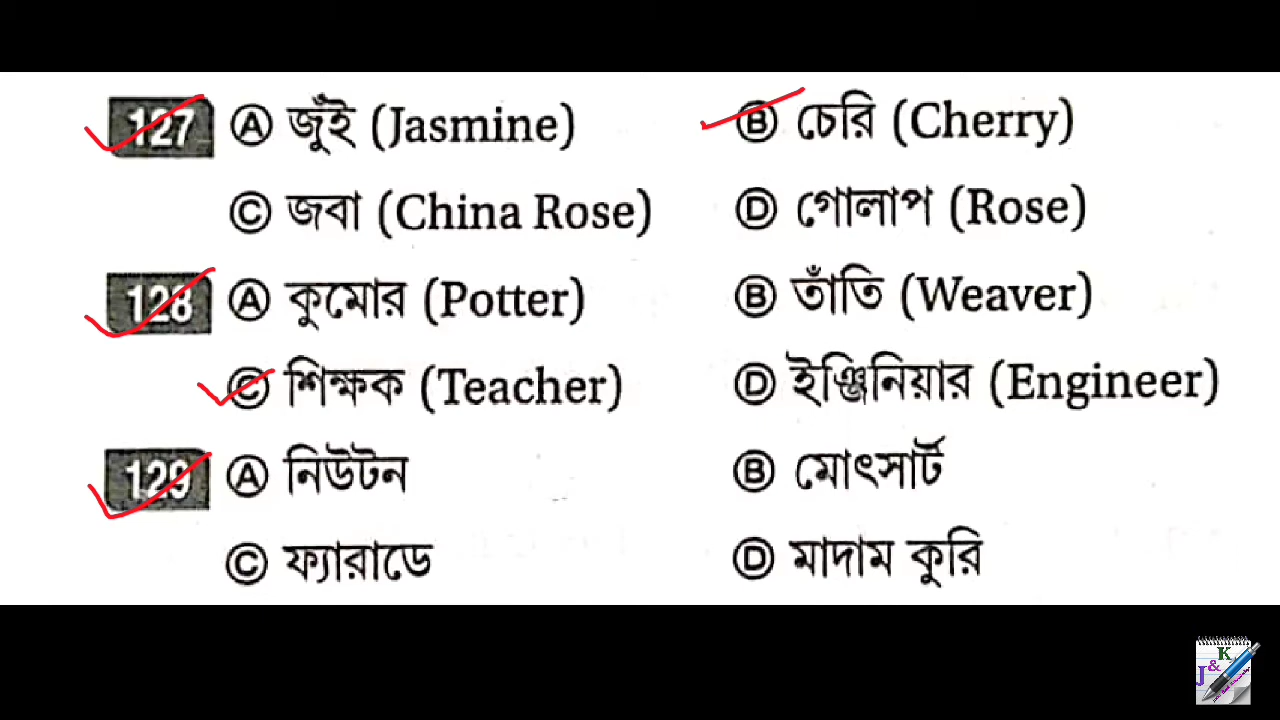 127 Ⓐ জুঁই (Jasmine) Ⓑ চেরি (Cherry)
Ⓒ জবা (China Rose) Ⓓ গোলাপ (Rose)
128 Ⓐ কুমোর (Potter) Ⓑ তাঁতি (Weaver)
Ⓒ শিক্ষক (Teacher) Ⓓ ইঞ্জিনিয়ার (Engineer)
129 Ⓐ নিউটন Ⓑ মোৎসার্ট
Ⓒ ফ্যারাডে Ⓓ মাদাম কুরি
J&K